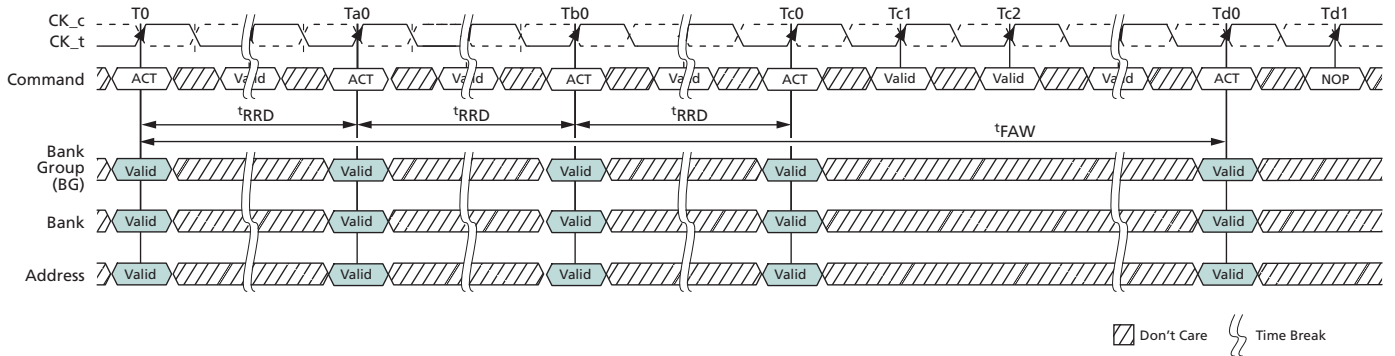 T0 Ta0 Tb0 Tc0 Tc1 Tc2 Td0 Td1
CK_c
CK_t
Command ACT Valid ACT Valid ACT Valid ACT Valid Valid Valid ACT NOP
tRRD tRRD tRRD
tFAW
Bank
Group
(BG)
Valid Valid Valid Valid Valid
Bank Valid Valid Valid Valid Valid
Address Valid Valid Valid Valid Valid
Don't Care Time Break